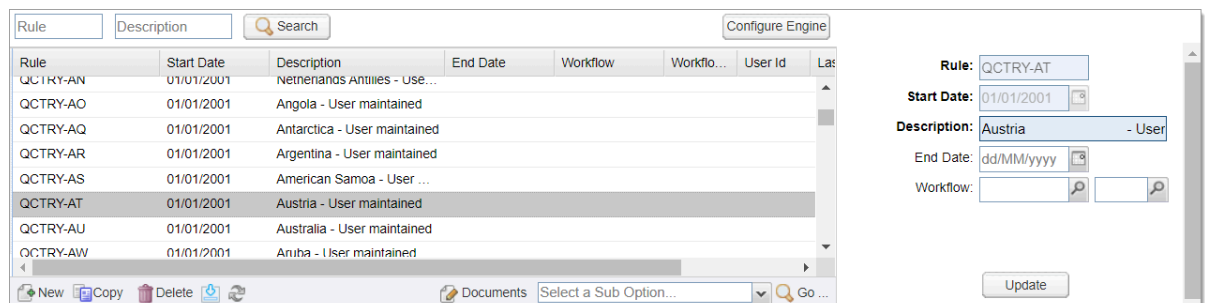 Rule Description Search Configure Engine
Rule Start Date Description End Date Workflow Workflo... User Id Las
QCTRY-AN 01/01/2001 Netherlands Antilles - Use...
QCTRY-AO 01/01/2001 Angola - User maintained
QCTRY-AQ 01/01/2001 Antarctica - User maintained
QCTRY-AR 01/01/2001 Argentina - User maintained
QCTRY-AS 01/01/2001 American Samoa - User ...
QCTRY-AT 01/01/2001 Austria - User maintained
QCTRY-AU 01/01/2001 Australia - User maintained
QCTRY-AW 01/01/2001 Aruba - User maintained
New Copy Delete Documents Select a Sub Option... Go ...
Rule: QCTRY-AT
Start Date: 01/01/2001
Description: Austria - User
End Date: dd/MM/yyyy
Workflow:
Update